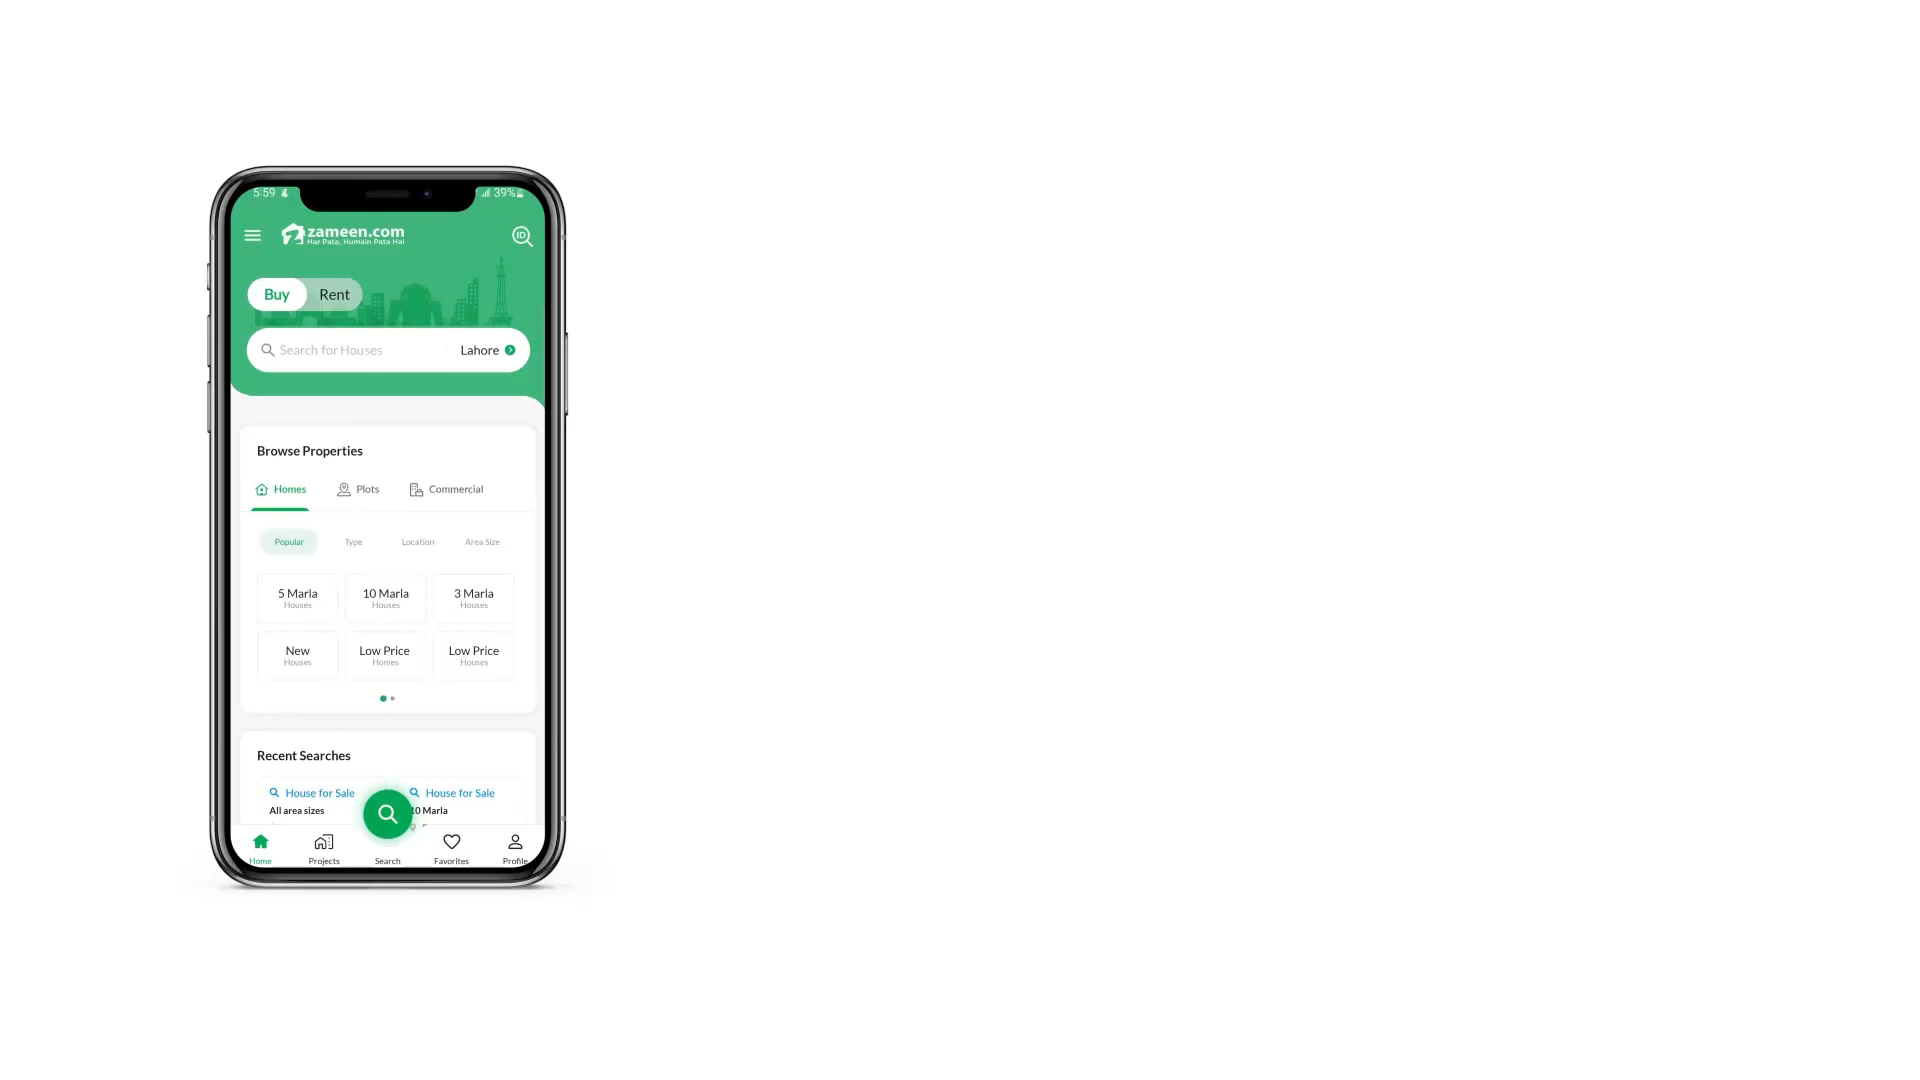 5:59
39%
zameen.com
Har Pata, Humain Pata Hai
ID
Buy
Rent
Search for Houses
Lahore
Browse Properties
Homes
Plots
Commercial
Popular
Type
Location
Area Size
5 Marla
Houses
10 Marla
Houses
3 Marla
Houses
New
Houses
Low Price
Homes
Low Price
Houses
Recent Searches
House for Sale
All area sizes
House for Sale
10 Marla
Home
Projects
Search
Favorites
Profile